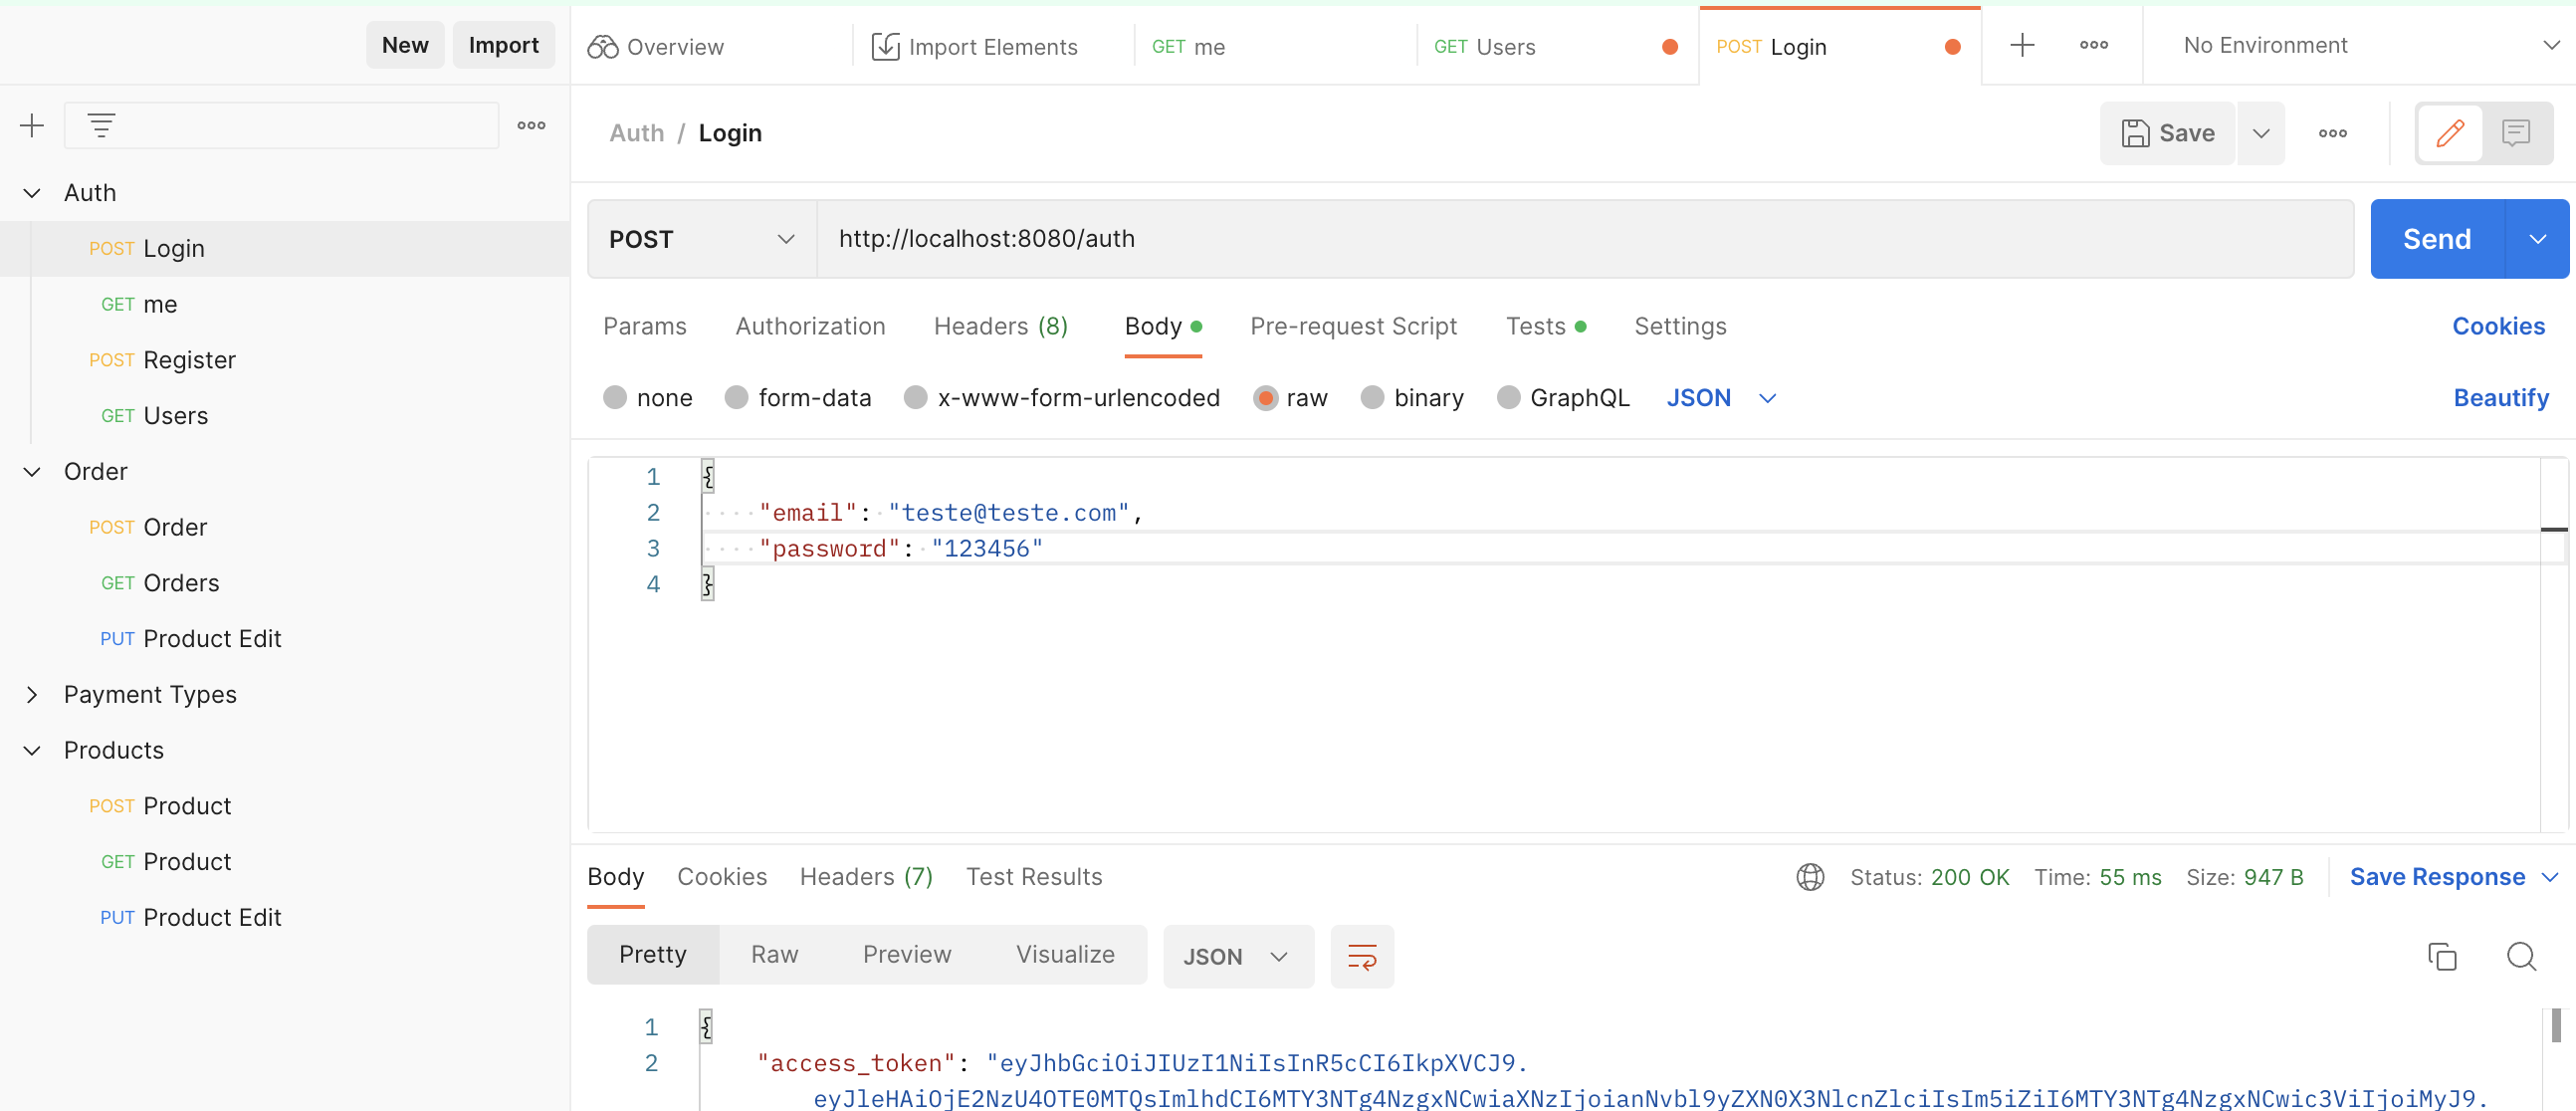 New Import
Overview Import Elements GET me GET Users POST Login No Environment
Auth / Login Save
Auth
POST Login
GET me
POST Register
GET Users
Order
POST Order
GET Orders
PUT Product Edit
Payment Types
Products
POST Product
GET Product
PUT Product Edit
POST http://localhost:8080/auth Send
Params Authorization Headers (8) Body Pre-request Script Tests Settings Cookies
none form-data x-www-form-urlencoded raw binary GraphQL JSON Beautify
1 {
2 "email": "teste@teste.com",
3 "password": "123456"
4 }
Body Cookies Headers (7) Test Results Status: 200 OK Time: 55 ms Size: 947 B Save Response
Pretty Raw Preview Visualize JSON
1 {
2 "access_token": "eyJhbGciOiJIUzI1NiIsInR5cCI6IkpXVCJ9.
eyJleHAiOjE2NzU4OTE0MTQsImlhdCI6MTY3NTg4NzgxNCwiaXNzIjoianNvbl9yZXN0X3NlcnZlciIsIm5iZiI6MTY3NTg4NzgxNCwic3ViIjoiMyJ9.